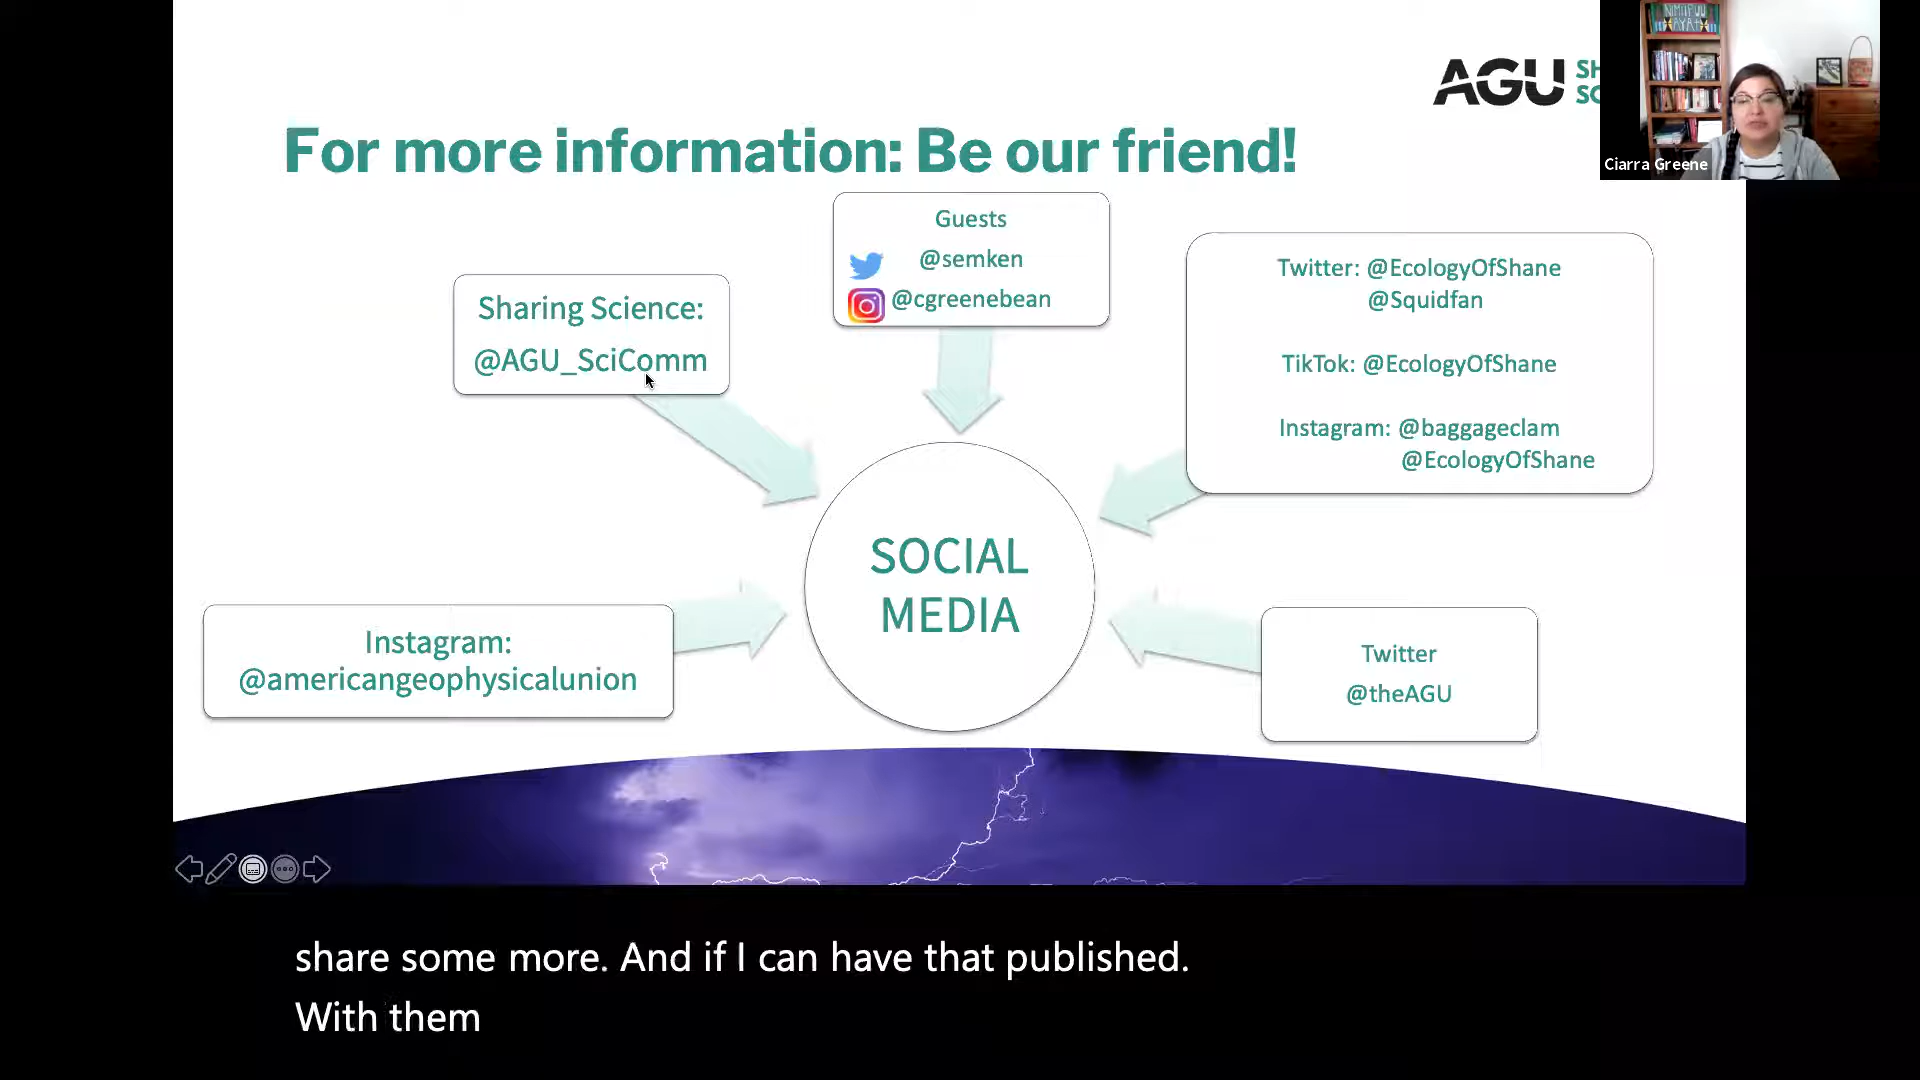 AGU
For more information: Be our friend!
NIMIIPUU
Ciarra Greene
Guests
@semken
@cgreenebean
Sharing Science:
@AGU_SciComm
Twitter: @EcologyOfShane
@Squidfan
TikTok: @EcologyOfShane
Instagram: @baggageclam
@EcologyOfShane
SOCIAL
MEDIA
Instagram:
@americangeophysicalunion
Twitter
@theAGU
share some more. And if I can have that published.
With them